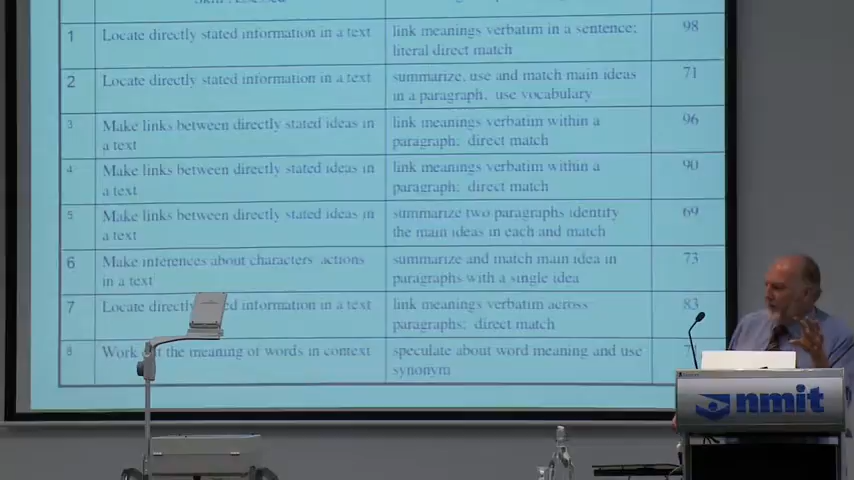 1 Locate directly stated information in a text link meanings verbatim in a sentence; 98
literal direct match
2 Locate directly stated information in a text summarize, use and match main ideas 71
in a paragraph, use vocabulary
3 Make links between directly stated ideas in link meanings verbatim within a 96
a text paragraph; direct match
4 Make links between directly stated ideas in link meanings verbatim within a 90
a text paragraph; direct match
5 Make links between directly stated ideas in summarize two paragraphs identify 69
a text the main ideas in each and match
6 Make inferences about characters' actions summarize and match main idea in 73
in a text paragraphs with a single idea
7 Locate directly information in a text link meanings verbatim across 83
paragraphs; direct match
8 Work the meaning of words in context speculate about word meaning and use
synonym
nmit